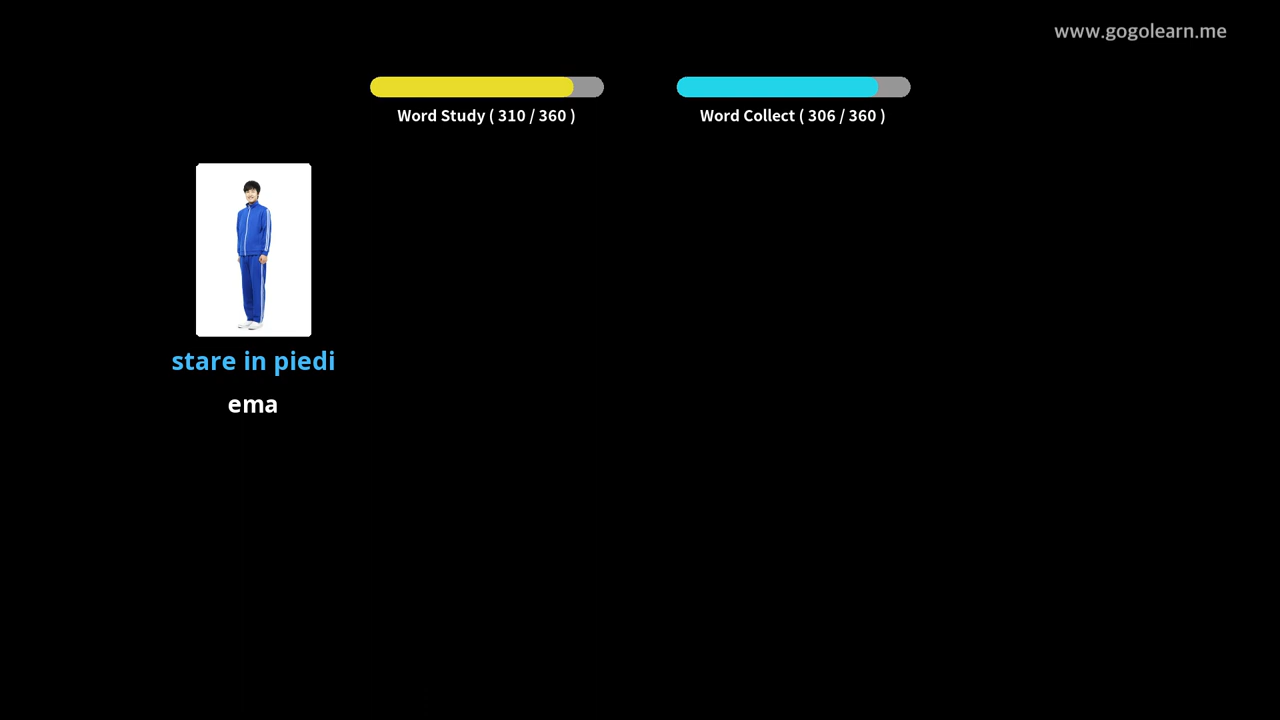 www.gogolearn.me
Word Study ( 310 / 360 )
Word Collect ( 306 / 360 )
stare in piedi
ema